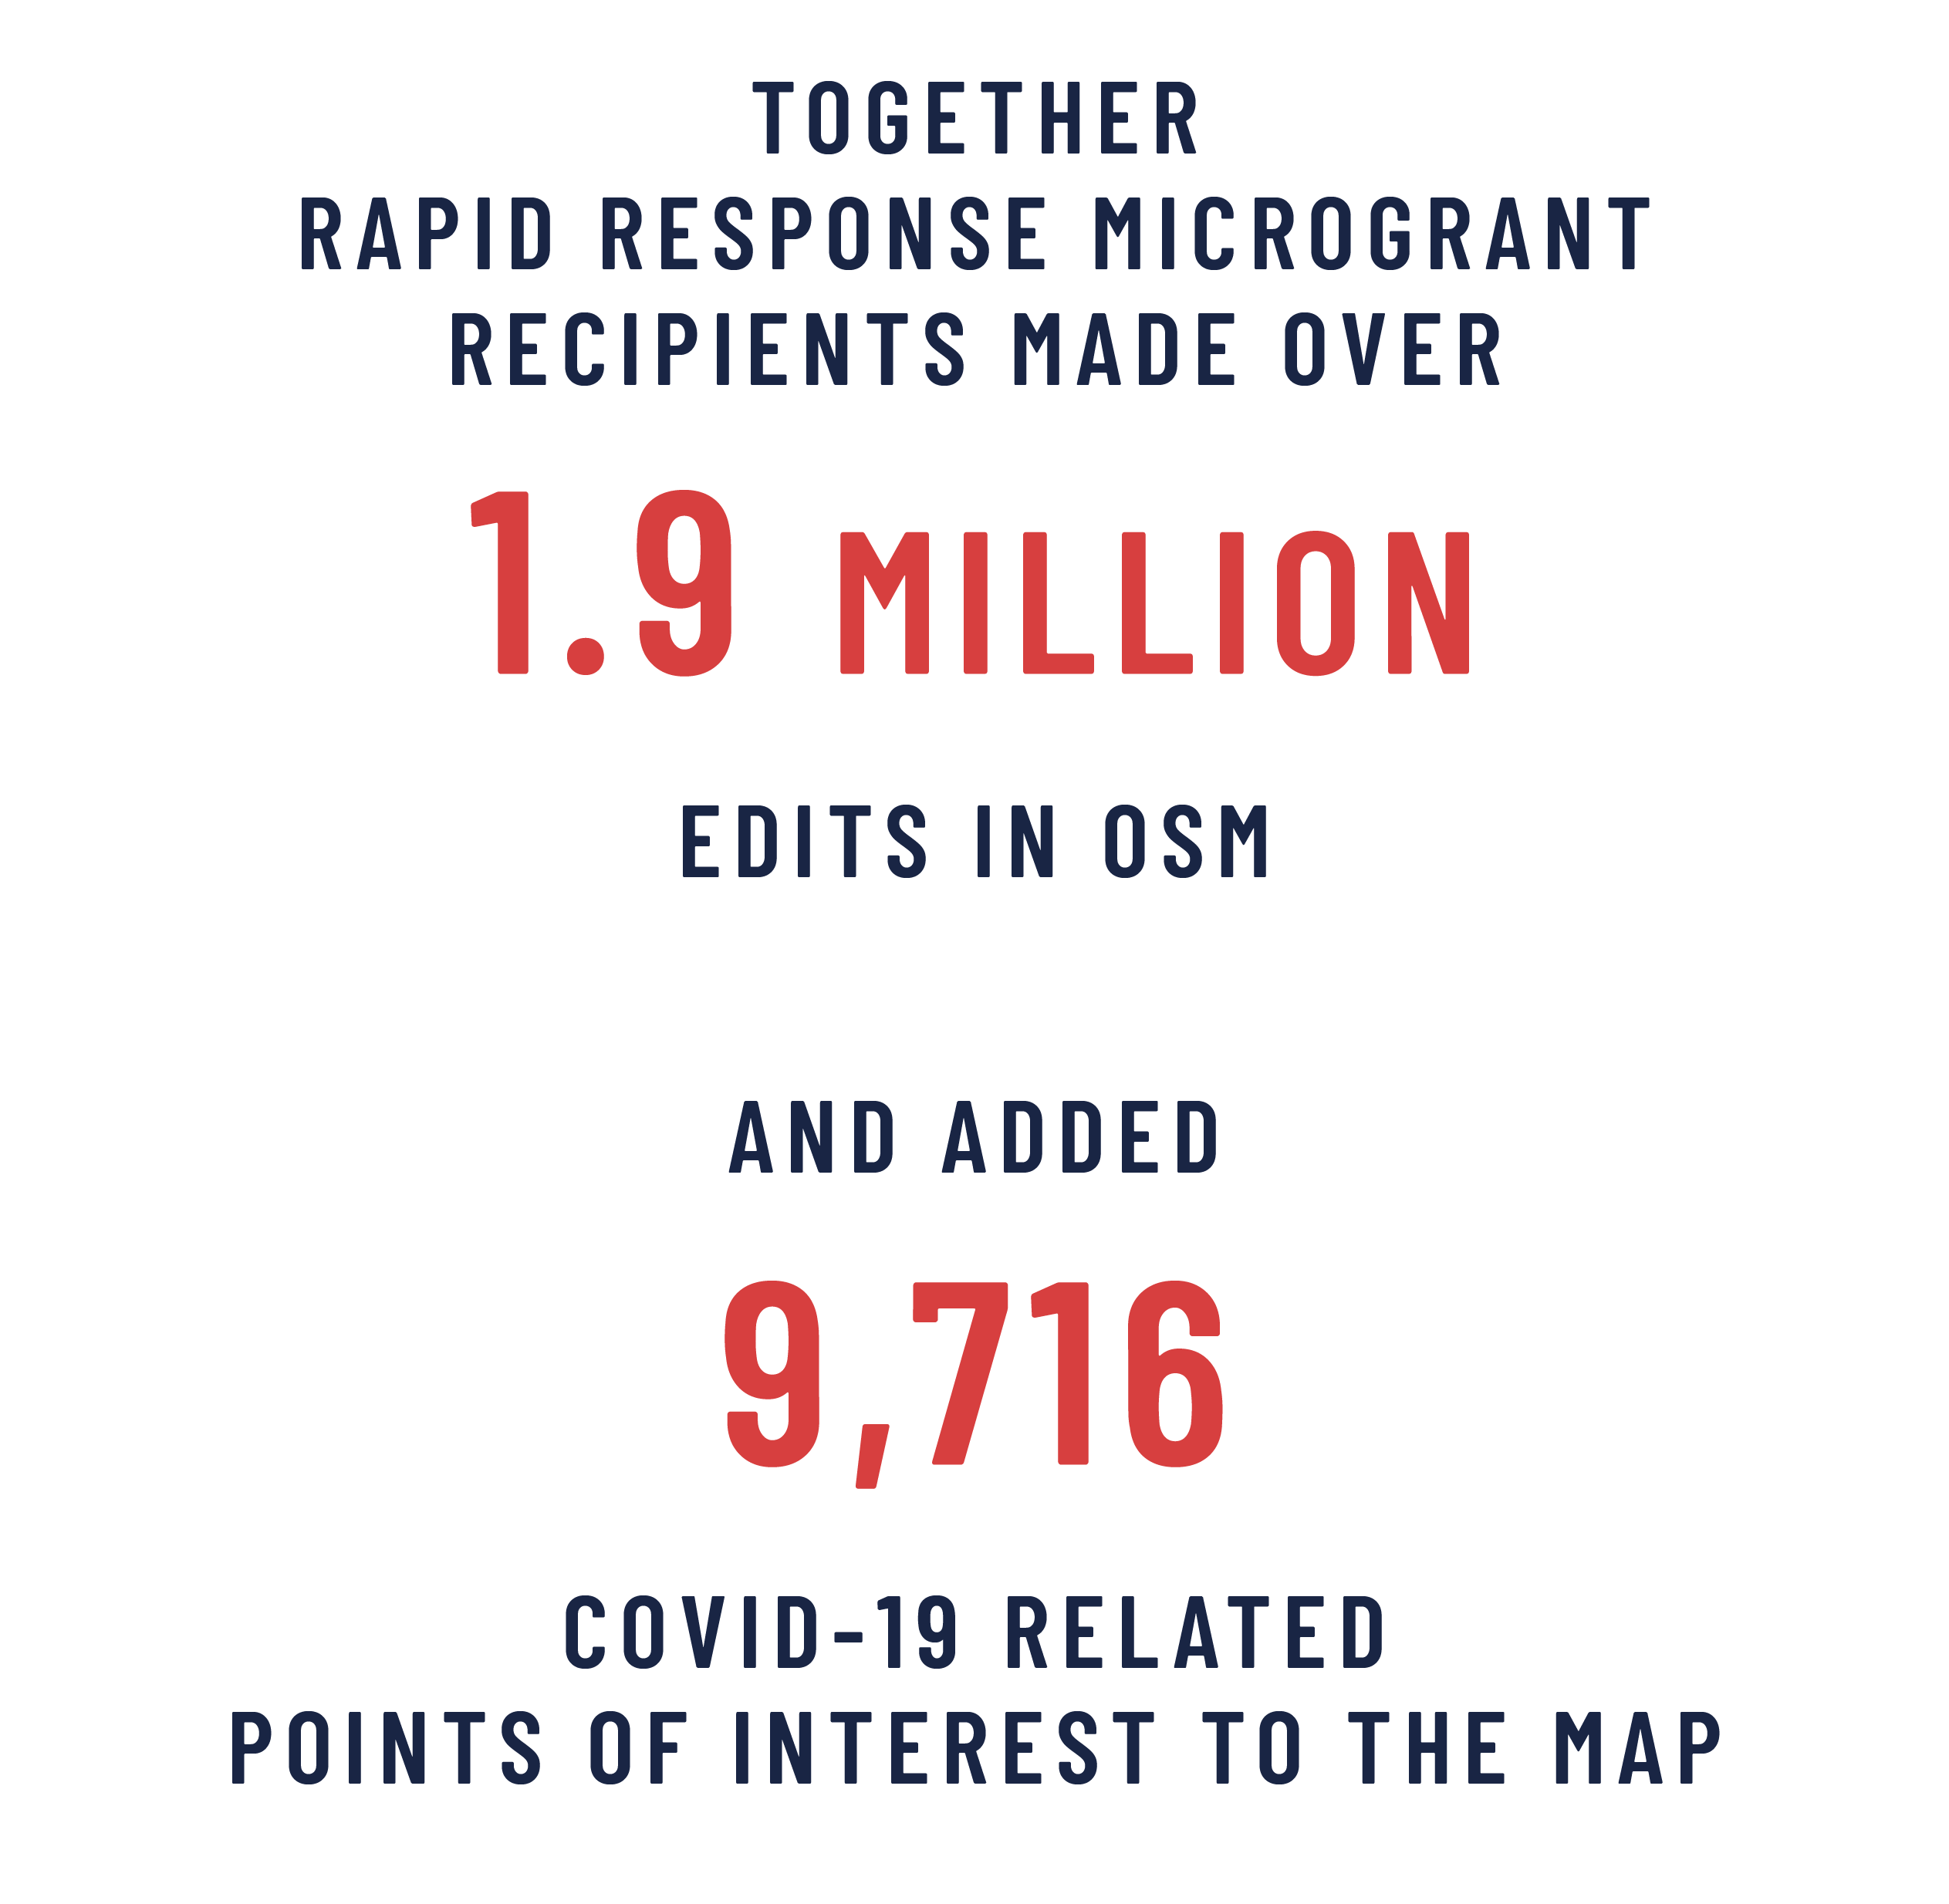 TOGETHER
RAPID RESPONSE MICROGRANT
RECIPIENTS MADE OVER
1.9 MILLION
EDITS IN OSM
AND ADDED
9,716
COVID-19 RELATED
POINTS OF INTEREST TO THE MAP